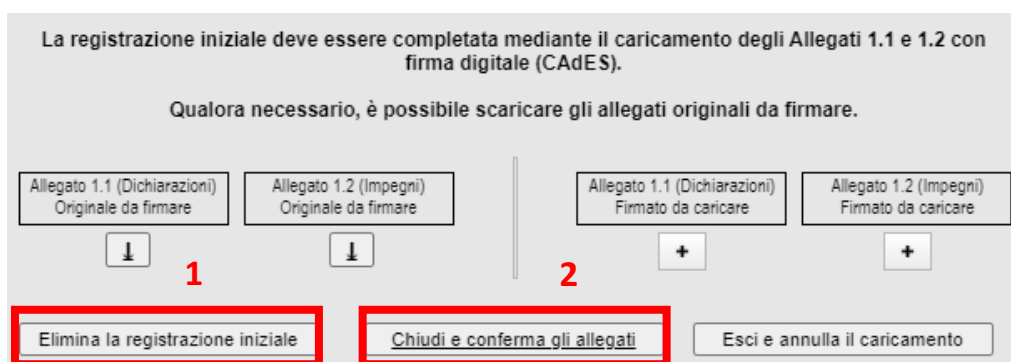 La registrazione iniziale deve essere completata mediante il caricamento degli Allegati 1.1 e 1.2 con
firma digitale (CAdES).
Qualora necessario, è possibile scaricare gli allegati originali da firmare.
Allegato 1.1 (Dichiarazioni)
Originale da firmare
Allegato 1.2 (Impegni)
Originale da firmare
Allegato 1.1 (Dichiarazioni)
Firmato da caricare
Allegato 1.2 (Impegni)
Firmato da caricare
+
+
1
2
Elimina la registrazione iniziale
Chiudi e conferma gli allegati
Esci e annulla il caricamento